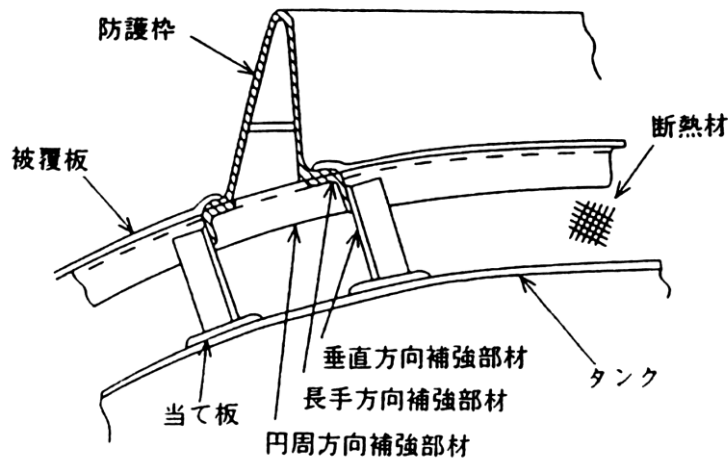 防護枠
断熱材
被覆板
垂直方向補強部材
タンク
長手方向補強部材
当て板
円周方向補強部材